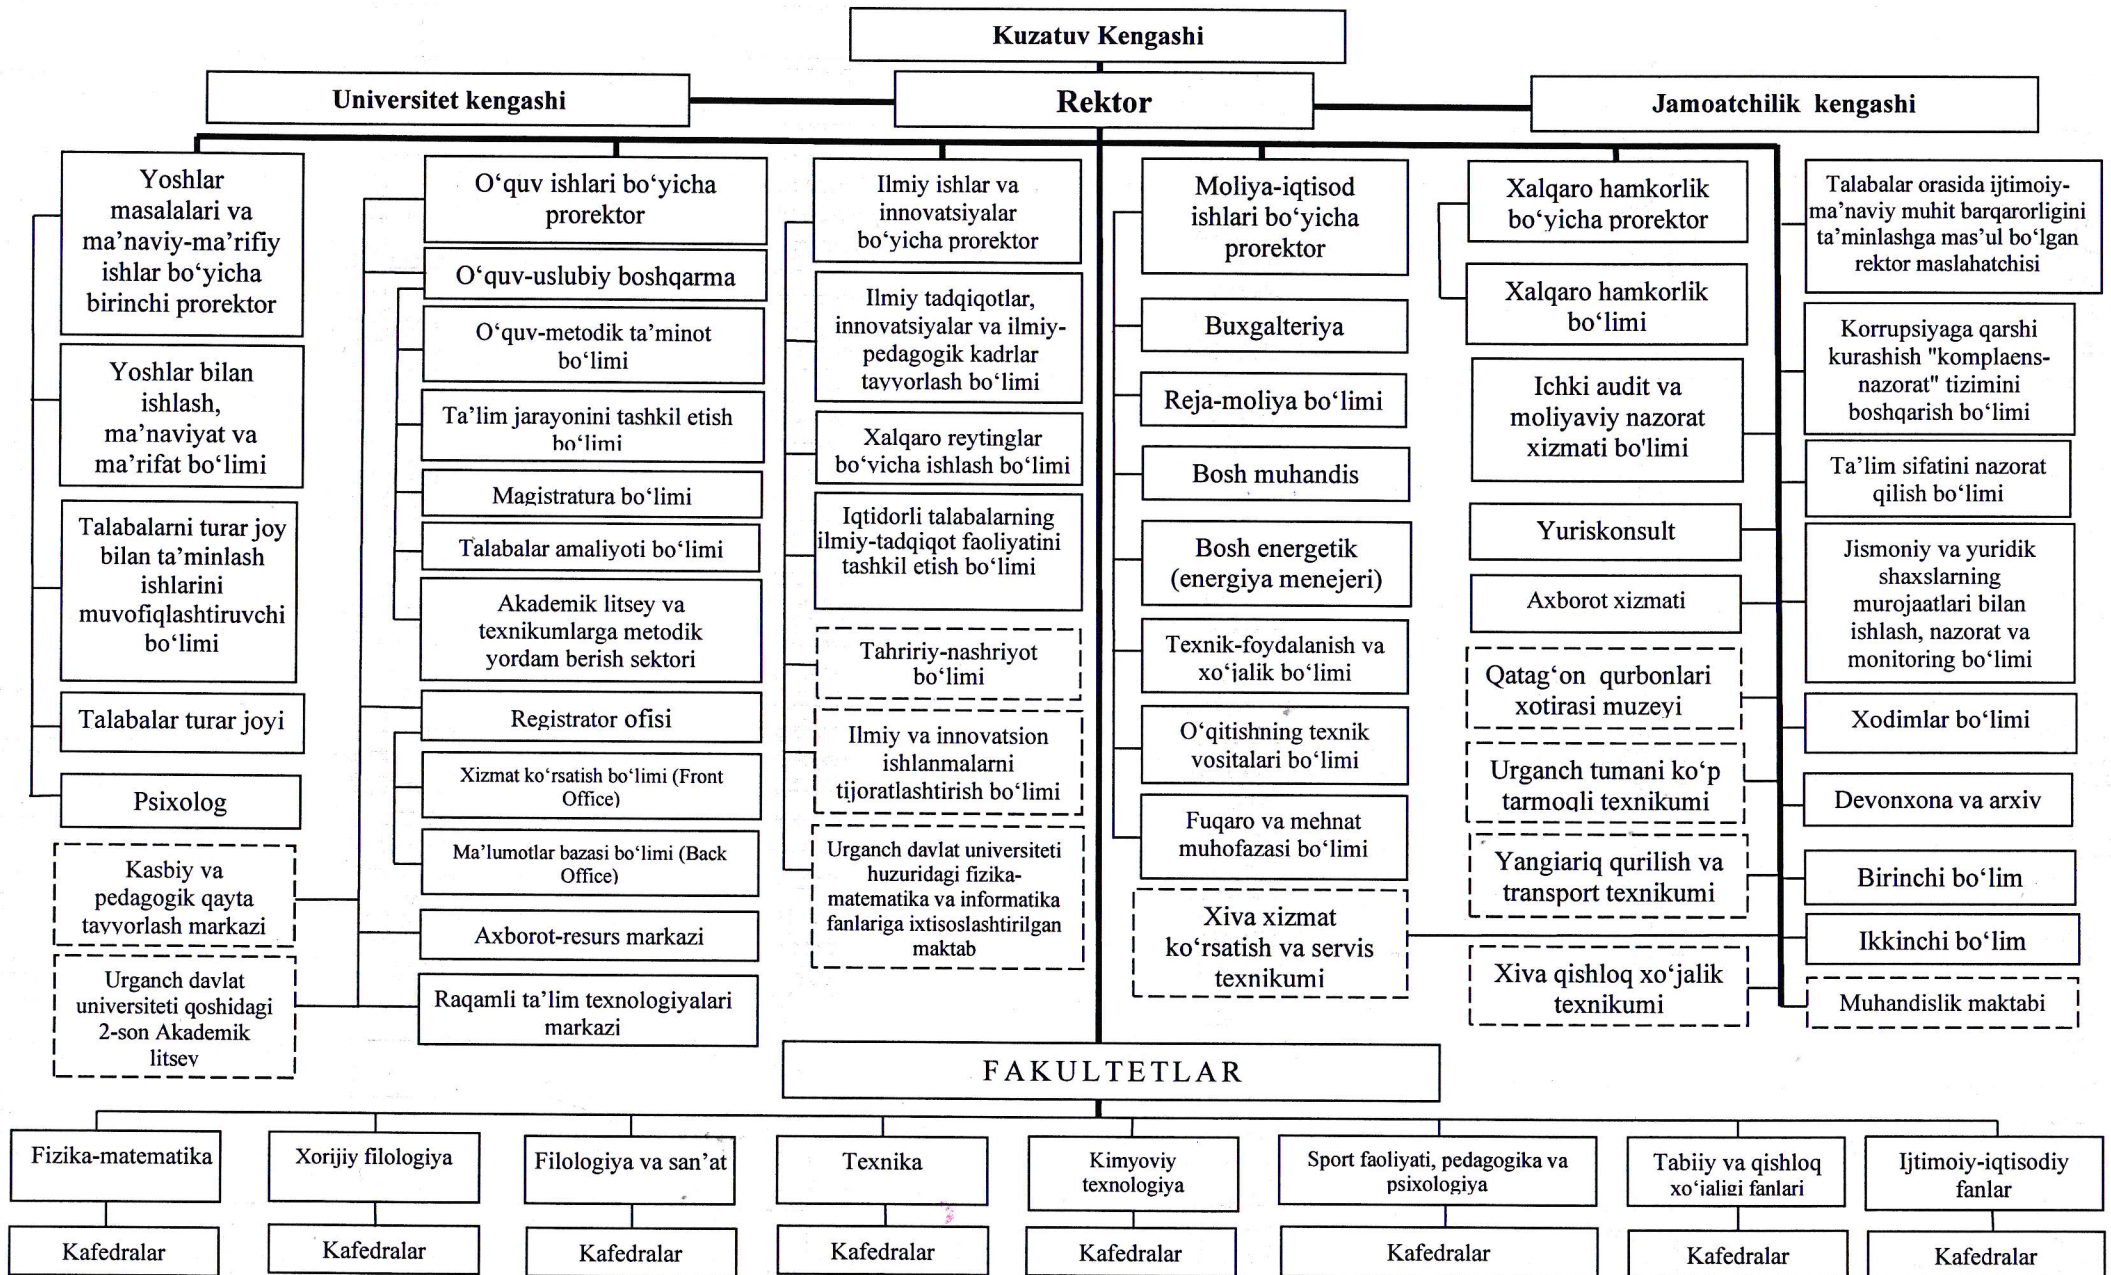 Kuzatuv Kengashi
Universitet kengashi
Rektor
Jamoatchilik kengashi
Yoshlar
masalalari va
ma’naviy-ma’rifiy
ishlar bo‘yicha
birinchi prorektor
Yoshlar bilan
ishlash,
ma’naviyat va
ma’rifat bo‘limi
Talabalarni turar joy
bilan ta’minlash
ishlarini
muvofiqlashtiruvchi
bo‘limi
Talabalar turar joyi
Psixolog
Kasbiy va
pedagogik qayta
tayyorlash markazi
Urganch davlat
universiteti qoshidagi
2-son Akademik
litsey
O‘quv ishlari bo‘yicha
prorektor
O‘quv-uslubiy boshqarma
O‘quv-metodik ta’minot
bo‘limi
Ta’lim jarayonini tashkil etish
bo‘limi
Magistratura bo‘limi
Talabalar amaliyoti bo‘limi
Akademik litsey va
texnikumlarga metodik
yordam berish sektori
Registrator ofisi
Xizmat ko‘rsatish bo‘limi (Front
Office)
Ma’lumotlar bazasi bo‘limi (Back
Office)
Axborot-resurs markazi
Raqamli ta’lim texnologiyalari
markazi
Ilmiy ishlar va
innovatsiyalar
bo‘yicha prorektor
Ilmiy tadqiqotlar,
innovatsiyalar va ilmiy-
pedagogik kadrlar
tayyorlash bo‘limi
Xalqaro reytinglar
bo‘yicha ishlash bo‘limi
Iqtidorli talabalarning
ilmiy-tadqiqot faoliyatini
tashkil etish bo‘limi
Tahririy-nashriyot
bo‘limi
Ilmiy va innovatsion
ishlanmalarni
tijoratlashtirish bo‘limi
Urganch davlat universiteti
huzuridagi fizika-
matematika va informatika
fanlariga ixtisoslashtirilgan
maktab
Moliya-iqtisod
ishlari bo‘yicha
prorektor
Buxgalteriya
Reja-moliya bo‘limi
Bosh muhandis
Bosh energetik
(energiya menejeri)
Texnik-foydalanish va
xo‘jalik bo‘limi
O‘qitishning texnik
vositalari bo‘limi
Fuqaro va mehnat
muhofazasi bo‘limi
Xiva xizmat
ko‘rsatish va servis
texnikumi
Xalqaro hamkorlik
bo‘yicha prorektor
Xalqaro hamkorlik
bo‘limi
Ichki audit va
moliyaviy nazorat
xizmati bo'limi
Yuriskonsult
Axborot xizmati
Qatag‘on qurbonlari
xotirasi muzeyi
Urganch tumani ko‘p
tarmoqli texnikumi
Yangiariq qurilish va
transport texnikumi
Xiva qishloq xo‘jalik
texnikumi
Talabalar orasida ijtimoiy-
ma’naviy muhit barqarorligini
ta’minlashga mas’ul bo‘lgan
rektor maslahatchisi
Korrupsiyaga qarshi
kurashish "komplaens-
nazorat" tizimini
boshqarish bo‘limi
Ta’lim sifatini nazorat
qilish bo‘limi
Jismoniy va yuridik
shaxslarning
murojaatlari bilan
ishlash, nazorat va
monitoring bo‘limi
Xodimlar bo‘limi
Devonxona va arxiv
Birinchi bo‘lim
Ikkinchi bo‘lim
Muhandislik maktabi
FAKULTETLAR
Fizika-matematika
Xorijiy filologiya
Filologiya va san’at
Texnika
Kimyoviy
texnologiya
Sport faoliyati, pedagogika va
psixologiya
Tabiiy va qishloq
xo‘jaligi fanlari
Ijtimoiy-iqtisodiy
fanlar
Kafedralar
Kafedralar
Kafedralar
Kafedralar
Kafedralar
Kafedralar
Kafedralar
Kafedralar